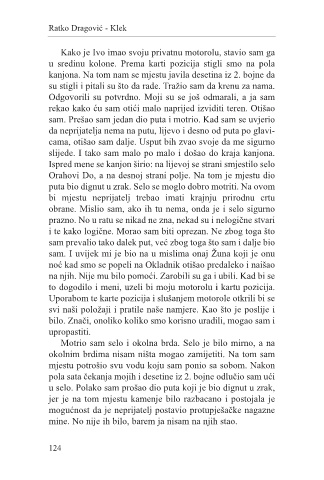 Ratko Dragović - Klek
Kako je Ivo imao svoju privatnu motorolu, stavio sam ga
u sredinu kolone. Prema karti pozicija stigli smo na pola
kanjona. Na tom nam se mjestu javila desetina iz 2. bojne da
su stigli i pitali su što da rade. Tražio sam da krenu za nama.
Odgovorili su potvrdno. Moji su se još odmarali, a ja sam
rekao kako ću sam otići malo naprijed izviditi teren. Otišao
sam. Prešao sam jedan dio puta i motrio. Kad sam se uvjerio
da neprijatelja nema na putu, lijevo i desno od puta po glavi-
cama, otišao sam dalje. Usput bih zvao svoje da me sigurno
slijede. I tako sam malo po malo i došao do kraja kanjona.
Ispred mene se kanjon širio: na lijevoj se strani smjestilo selo
Orahovi Do, a na desnoj strani polje. Na tom je mjestu dio
puta bio dignut u zrak. Selo se moglo dobro motriti. Na ovom
bi mjestu neprijatelj trebao imati krajnju prirodnu crtu
obrane. Mislio sam, ako ih tu nema, onda je i selo sigurno
prazno. No u ratu se nikad ne zna, nekad su i nelogične stvari
i te kako logične. Morao sam biti oprezan. Ne zbog toga što
sam prevalio tako dalek put, već zbog toga što sam i dalje bio
sam. I uvijek mi je bio na u mislima onaj Žuna koji je onu
noć kad smo se popeli na Okladnik otišao predaleko i naišao
na njih. Nije mu bilo pomoći. Zarobili su ga i ubili. Kad bi se
to dogodilo i meni, uzeli bi moju motorolu i kartu pozicija.
Uporabom te karte pozicija i slušanjem motorole otkrili bi se
svi naši položaji i pratile naše namjere. Kao što je poslije i
bilo. Znači, onoliko koliko smo korisno uradili, mogao sam i
upropastiti.
Motrio sam selo i okolna brda. Selo je bilo mirno, a na
okolnim brdima nisam ništa mogao zamijetiti. Na tom sam
mjestu potrošio svu vodu koju sam ponio sa sobom. Nakon
pola sata čekanja mojih i desetine iz 2. bojne odlučio sam ući
u selo. Polako sam prošao dio puta koji je bio dignut u zrak,
jer je na tom mjestu kamenje bilo razbacano i postojala je
mogućnost da je neprijatelj postavio protupješačke nagazne
mine. No nije ih bilo, barem ja nisam na njih stao.
124